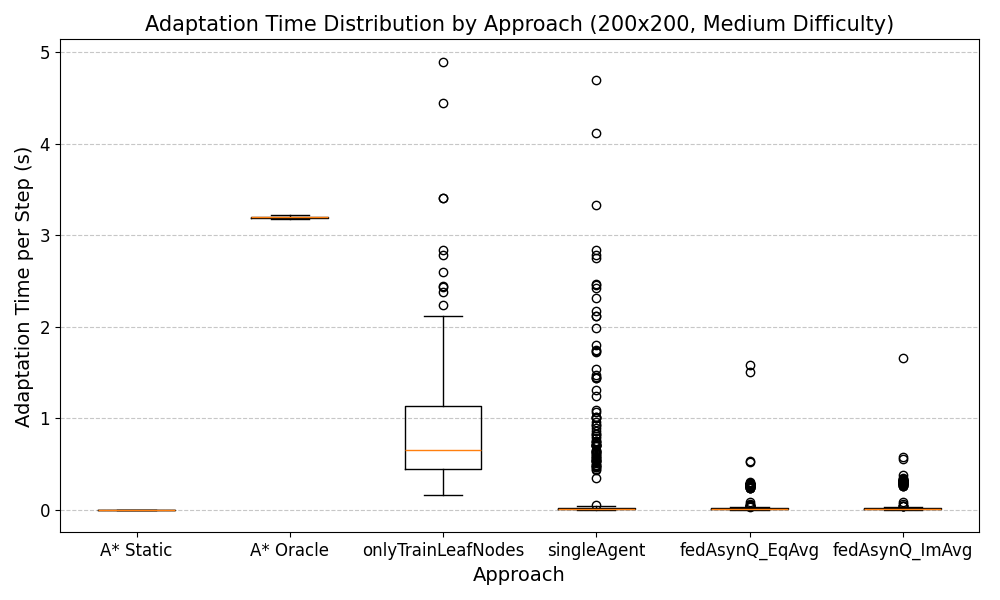 Adaptation Time Distribution by Approach (200x200, Medium Difficulty)
Adaptation Time per Step (s)
5
4
3
2
1
0
A* Static
A* Oracle
onlyTrainLeafNodes
singleAgent
fedAsynQ_EqAvg
fedAsynQ_ImAvg
Approach